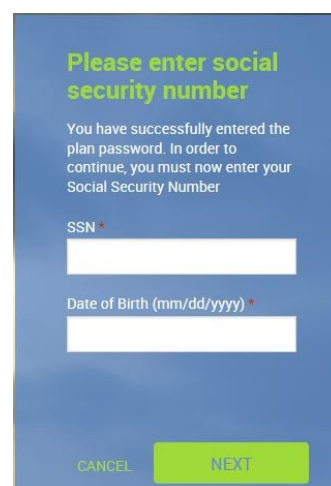 Please enter social
security number
You have successfully entered the
plan password. In order to
continue, you must now enter your
Social Security Number
SSN *
Date of Birth (mm/dd/yyyy) *
CANCEL
NEXT